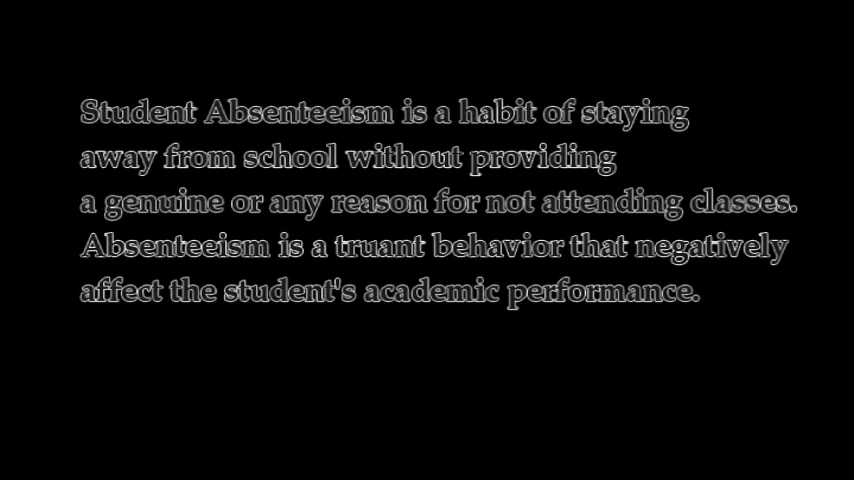 Student Absenteeism is a habit of staying
away from school without providing
a genuine or any reason for not attending classes.
Absenteeism is a truant behavior that negatively
affect the student's academic performance.